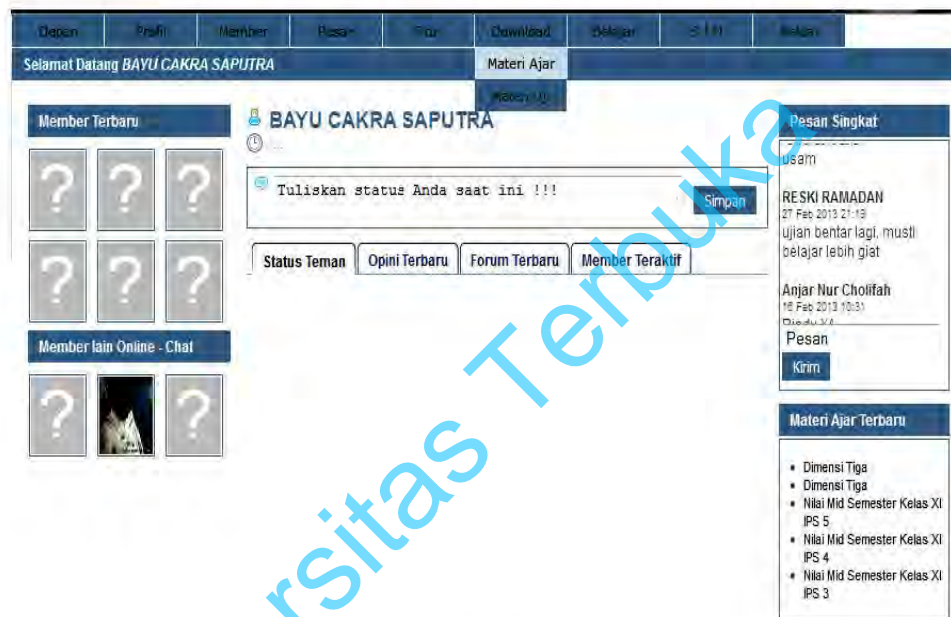 Depan Profil Member Pesan Download Belajar
Selamat Datang BAYU CAKRA SAPUTRA
Materi Ajar
Member Terbaru
BAYU CAKRA SAPUTRA
...
Tuliskan status Anda saat ini !!!
Simpan
Status Teman Opini Terbaru Forum Terbaru Member Teraktif
Member lain Online - Chat
Pesan Singkat
usam
RESKI RAMADAN
27 Feb 2013 21:19
ujian bentar lagi, musti
belajar lebih giat
Anjar Nur Cholifah
16 Feb 2013 10:31
Pesan
Kirim
Materi Ajar Terbaru
Dimensi Tiga
Dimensi Tiga
Nilai Mid Semester Kelas XI
IPS 5
Nilai Mid Semester Kelas XI
IPS 4
Nilai Mid Semester Kelas XI
IPS 3
rsitas Terbuka